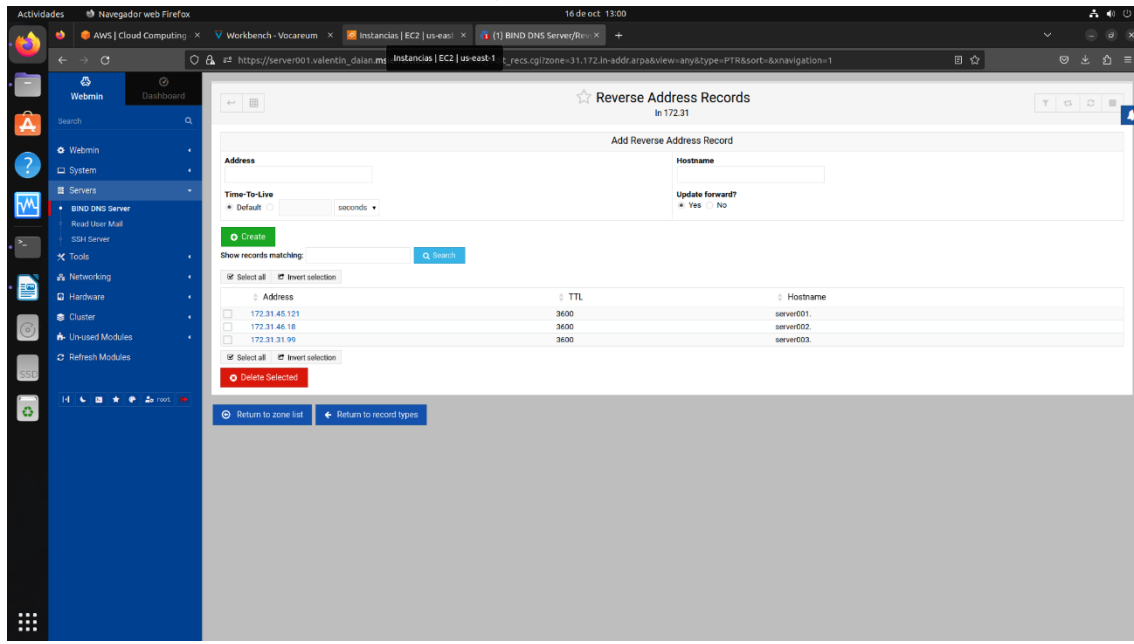 Actividades Navegador web Firefox 16 de oct 13:00
AWS | Cloud Computing × Workbench - Vocareum × Instancias | EC2 | us-east × (1) BIND DNS Server/Rev × +
https://server001.valentin_daian.ms Instancias | EC2 | us-east-1 t_recs.cgi?zone=31.172.in-addr.arpa&view=any&type=PTR&sort=&xnavigation=1
Webmin Dashboard
Search
Webmin
System
Servers
BIND DNS Server
Read User Mail
SSH Server
Tools
Networking
Hardware
Cluster
Un-used Modules
Refresh Modules
root
Reverse Address Records
In 172.31
Add Reverse Address Record
Address Hostname
Time-To-Live Update forward?
Default seconds Yes No
Create
Show records matching: Search
Select all Invert selection
Address TTL Hostname
172.31.45.121 3600 server001.
172.31.46.18 3600 server002.
172.31.31.99 3600 server003.
Select all Invert selection
Delete Selected
Return to zone list Return to record types
SSD